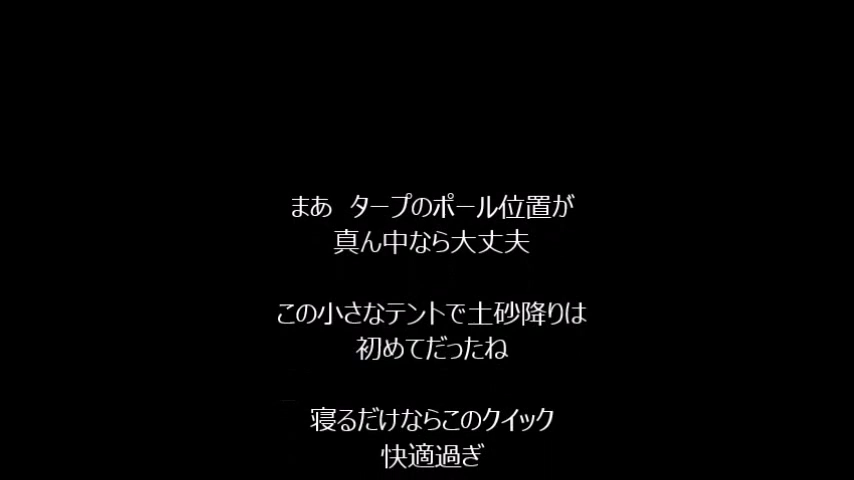 まあ　タープのポール位置が
真ん中なら大丈夫
この小さなテントで土砂降りは
初めてだったね
寝るだけならこのクイック
快適過ぎ